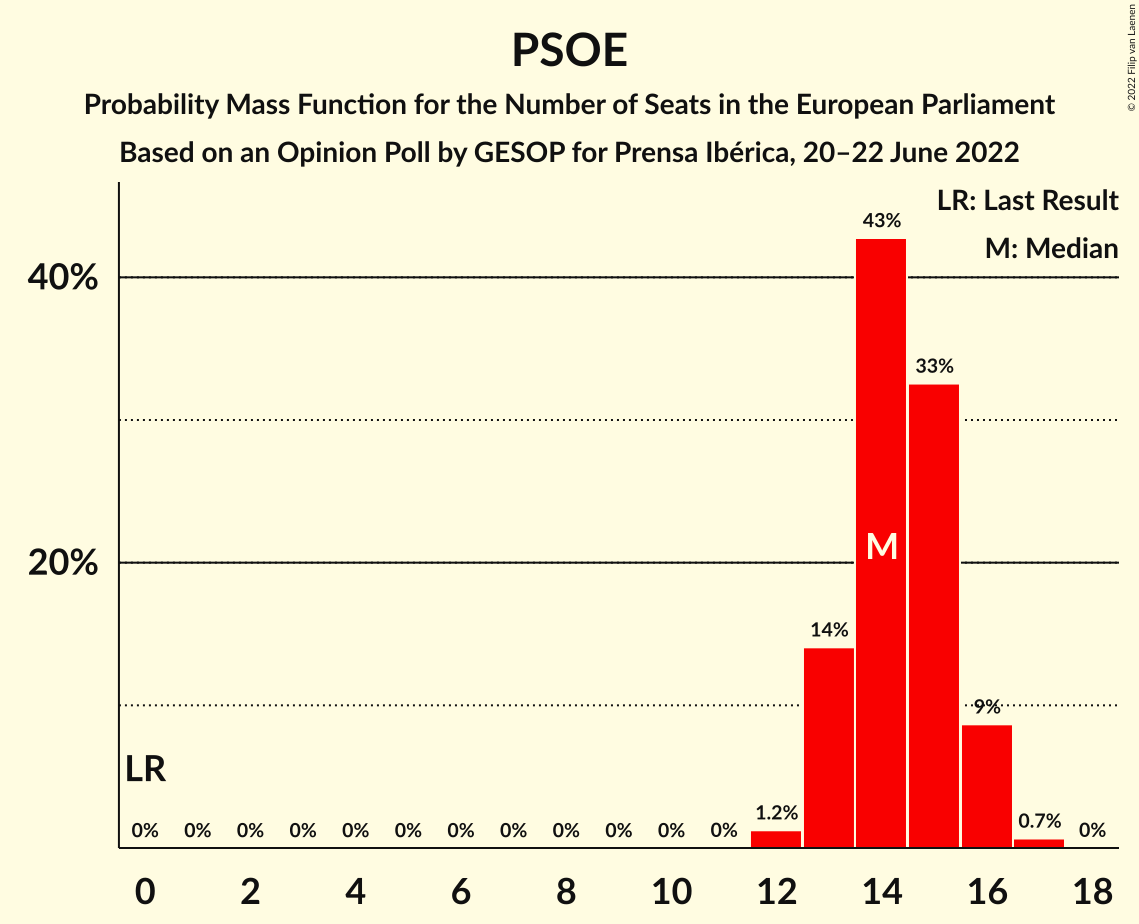 PSOE
Probability Mass Function for the Number of Seats in the European Parliament
Based on an Opinion Poll by GESOP for Prensa Ibérica, 20–22 June 2022
© 2022 Filip van Laenen
LR: Last Result
M: Median
43%
40%
33%
M
20%
14%
9%
LR
0% 0% 0% 0% 0% 0% 0% 0% 0% 0% 0% 0% 1.2% 0.7% 0%
0 2 4 6 8 10 12 14 16 18